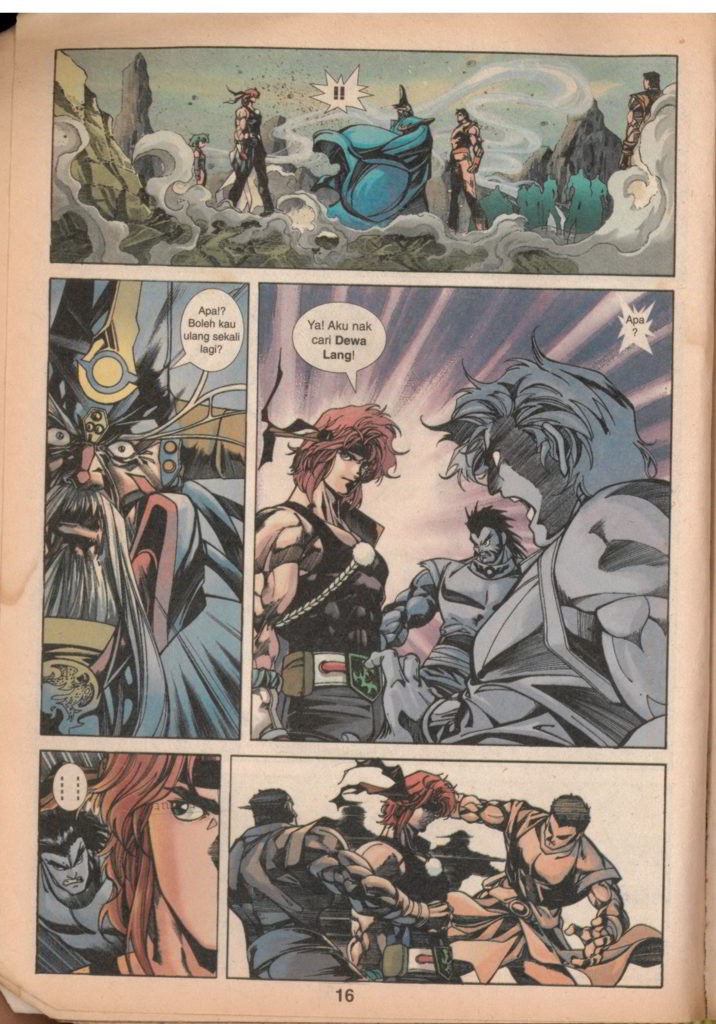 !!
Apa!?
Boleh kau
ulang sekali
lagi?
Ya! Aku nak
cari Dewa
Lang!
Apa
?
16